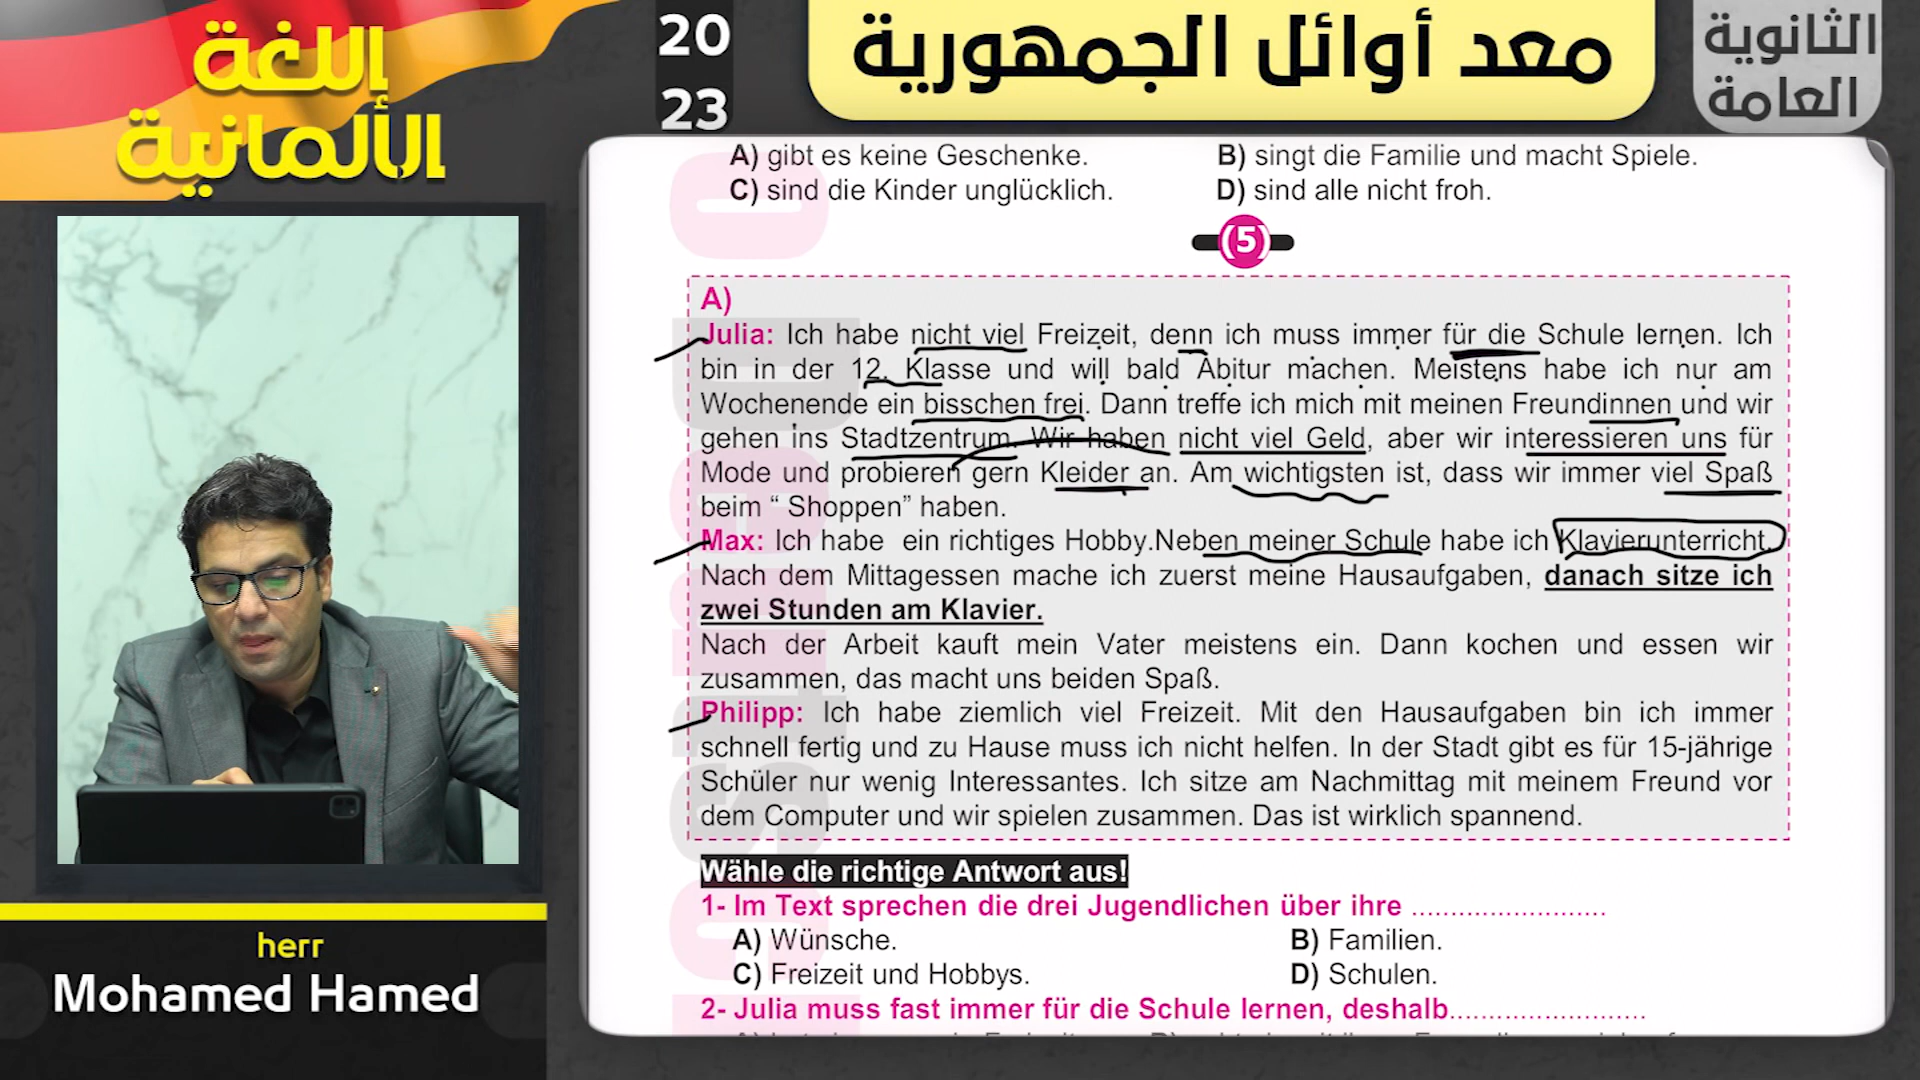 اللغة
الألمانية
20
23
معد أوائل الجمهورية
الثانوية
العامة
A) gibt es keine Geschenke. B) singt die Familie und macht Spiele.
C) sind die Kinder unglücklich. D) sind alle nicht froh.
(5)
A)
Julia: Ich habe nicht viel Freizeit, denn ich muss immer für die Schule lernen. Ich
bin in der 12. Klasse und will bald Abitur machen. Meistens habe ich nur am
Wochenende ein bisschen frei. Dann treffe ich mich mit meinen Freundinnen und wir
gehen ins Stadtzentrum. Wir haben nicht viel Geld, aber wir interessieren uns für
Mode und probieren gern Kleider an. Am wichtigsten ist, dass wir immer viel Spaß
beim “ Shoppen” haben.
Max: Ich habe ein richtiges Hobby.Neben meiner Schule habe ich Klavierunterricht.
Nach dem Mittagessen mache ich zuerst meine Hausaufgaben, danach sitze ich
zwei Stunden am Klavier.
Nach der Arbeit kauft mein Vater meistens ein. Dann kochen und essen wir
zusammen, das macht uns beiden Spaß.
Philipp: Ich habe ziemlich viel Freizeit. Mit den Hausaufgaben bin ich immer
schnell fertig und zu Hause muss ich nicht helfen. In der Stadt gibt es für 15-jährige
Schüler nur wenig Interessantes. Ich sitze am Nachmittag mit meinem Freund vor
dem Computer und wir spielen zusammen. Das ist wirklich spannend.
Wähle die richtige Antwort aus!
1- Im Text sprechen die drei Jugendlichen über ihre .........................
A) Wünsche. B) Familien.
C) Freizeit und Hobbys. D) Schulen.
2- Julia muss fast immer für die Schule lernen, deshalb.........................
herr
Mohamed Hamed